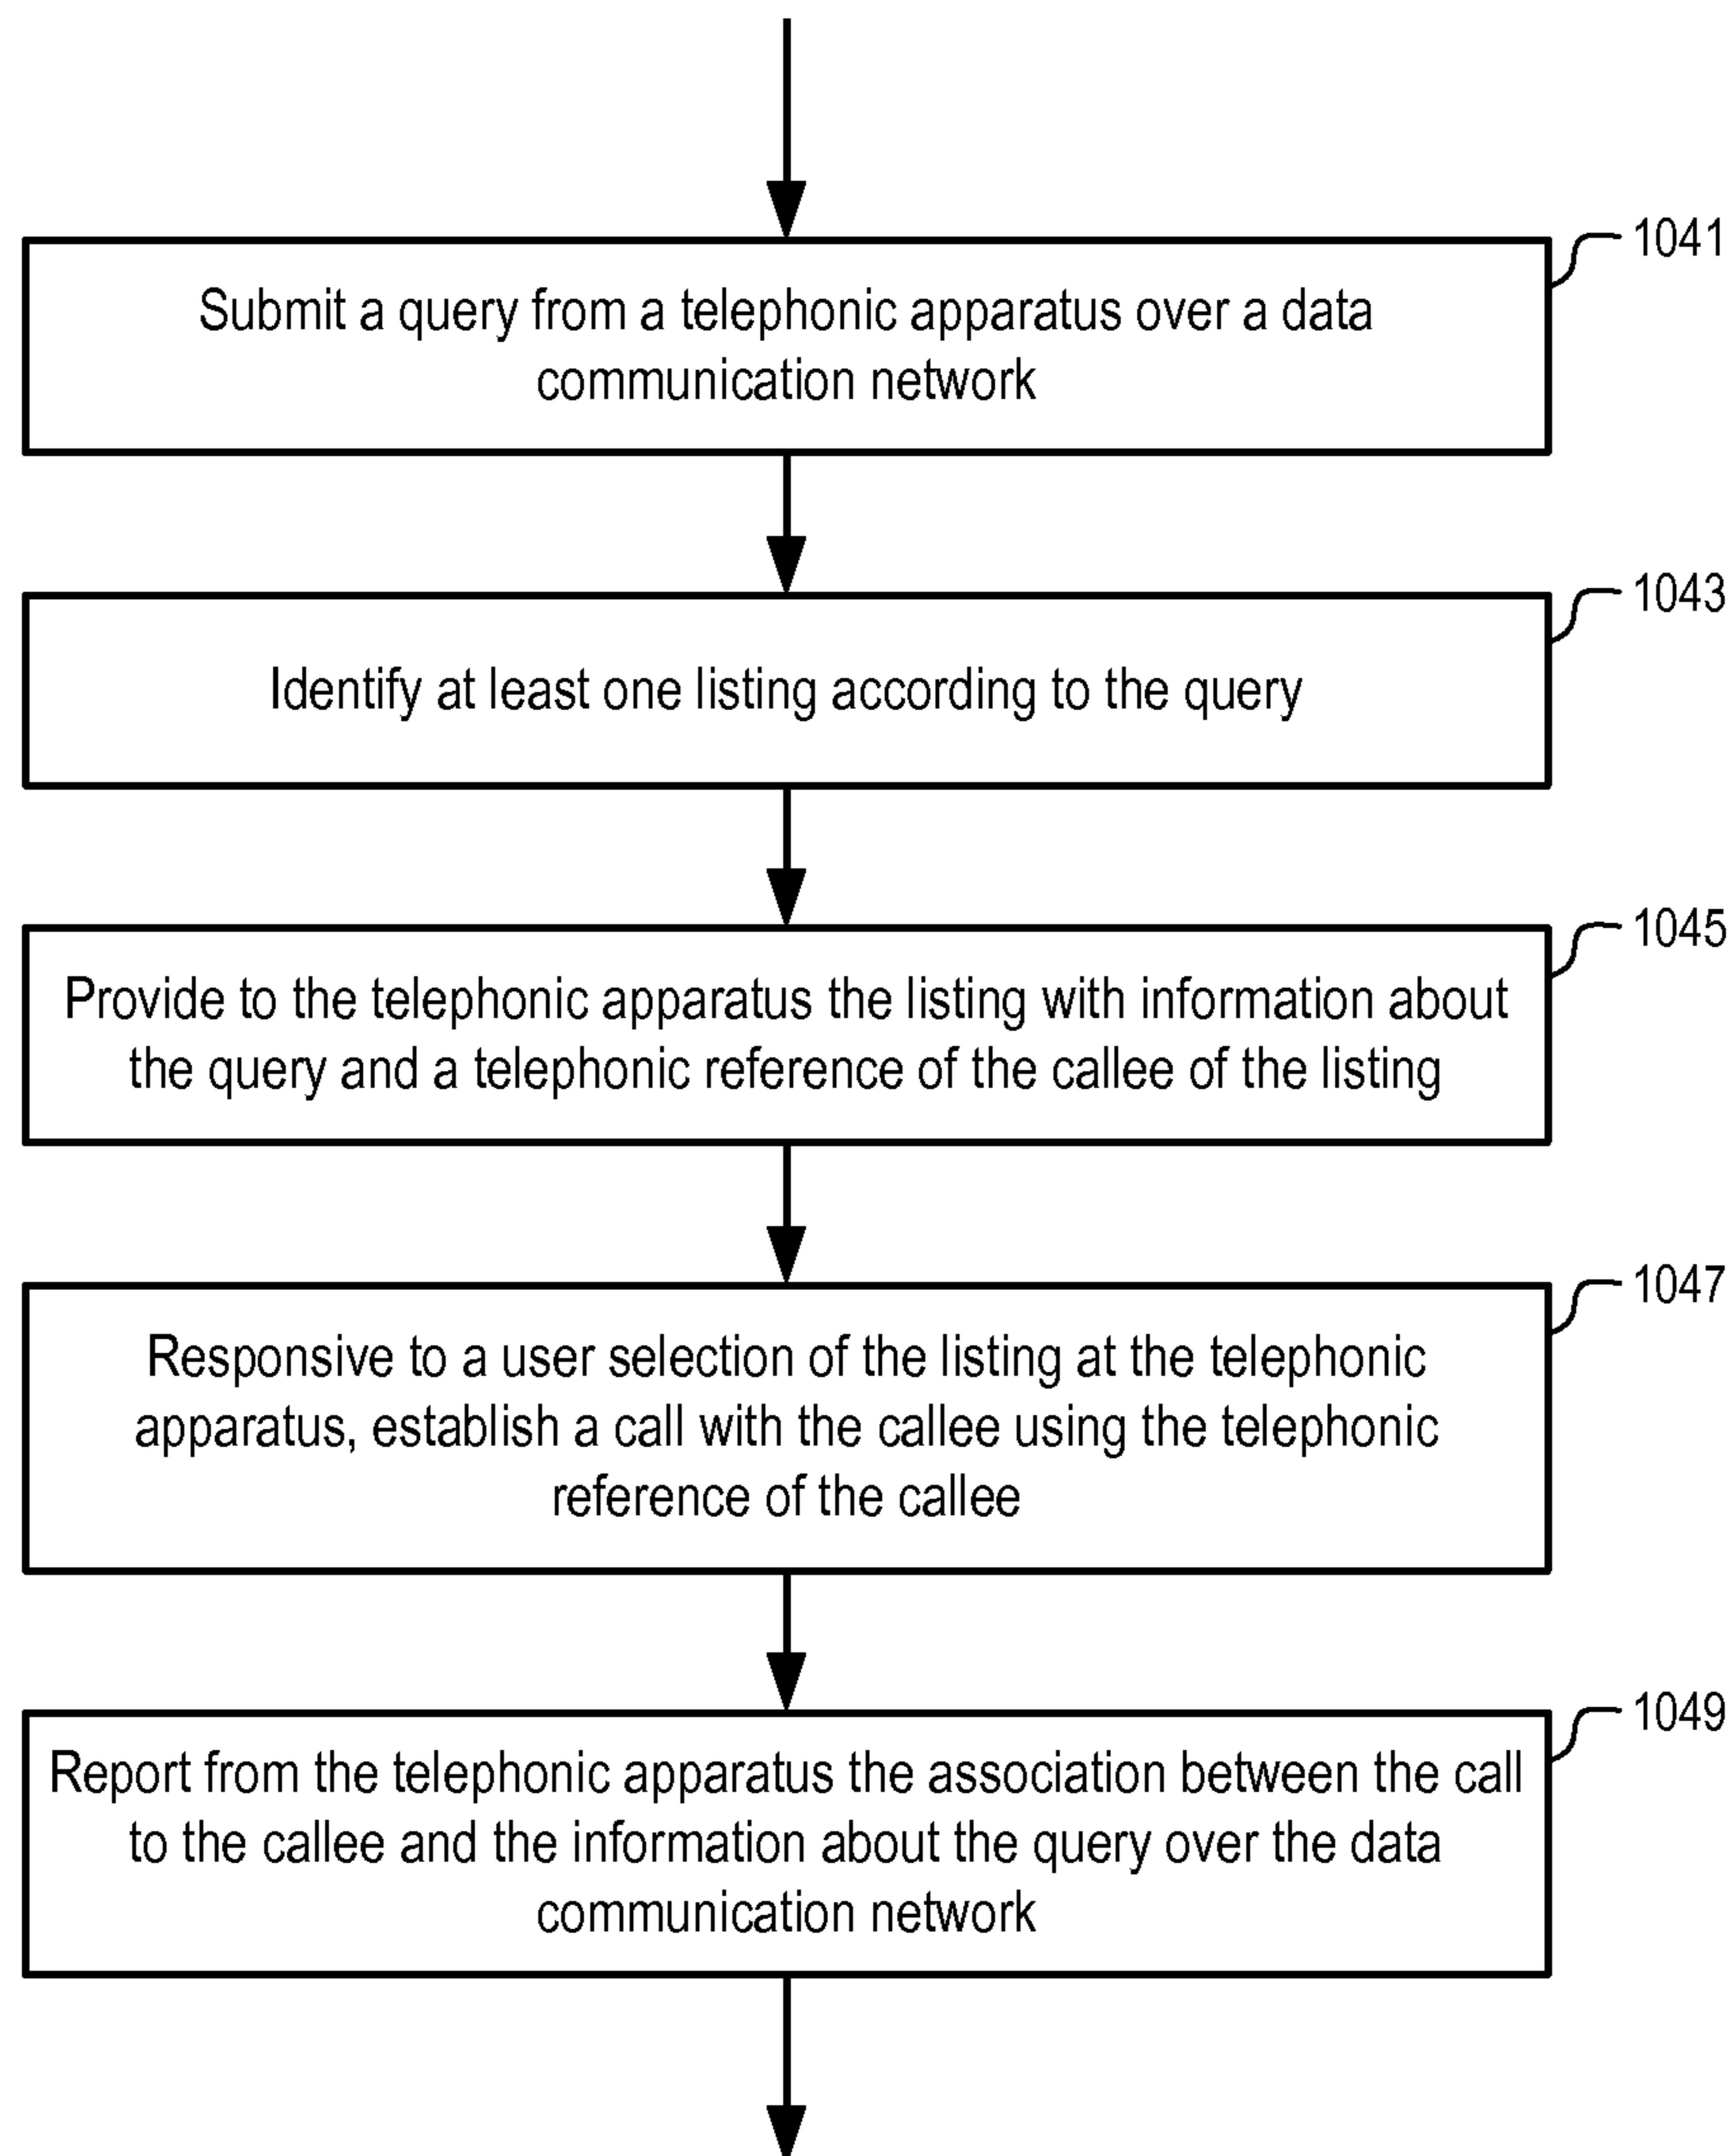 1041
Submit a query from a telephonic apparatus over a data
communication network
1043
Identify at least one listing according to the query
1045
Provide to the telephonic apparatus the listing with information about
the query and a telephonic reference of the callee of the listing
1047
Responsive to a user selection of the listing at the telephonic
apparatus, establish a call with the callee using the telephonic
reference of the callee
1049
Report from the telephonic apparatus the association between the call
to the callee and the information about the query over the data
communication network